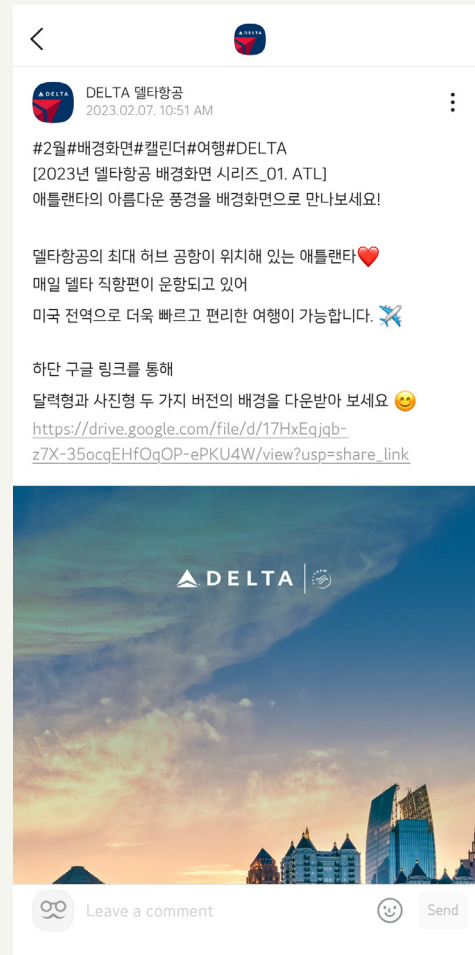 DELTA
DELTA 델타항공
2023.02.07. 10:51 AM
#2월#배경화면#캘린더#여행#DELTA
[2023년 델타항공 배경화면 시리즈_01. ATL]
애틀랜타의 아름다운 풍경을 배경화면으로 만나보세요!
델타항공의 최대 허브 공항이 위치해 있는 애틀랜타❤️
매일 델타 직항편이 운항되고 있어
미국 전역으로 더욱 빠르고 편리한 여행이 가능합니다. ✈️
하단 구글 링크를 통해
달력형과 사진형 두 가지 버전의 배경을 다운받아 보세요 😊
https://drive.google.com/file/d/17HxEqjqb-
z7X-35ocqEHfOqOP-ePKU4W/view?usp=share_link
DELTA
Leave a comment
Send